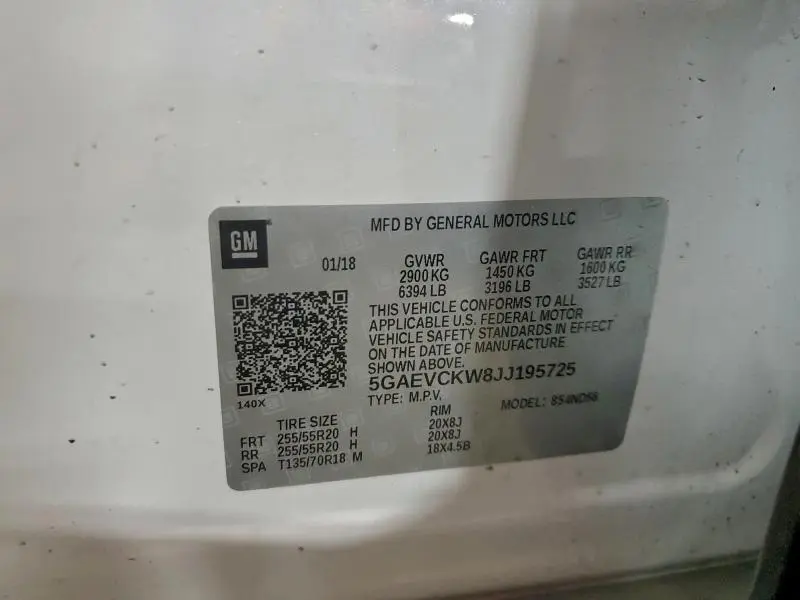 GM
MFD BY GENERAL MOTORS LLC
01/18 GVWR GAWR FRT GAWR RR
2900 KG 1450 KG 1600 KG
6394 LB 3196 LB 3527 LB
THIS VEHICLE CONFORMS TO ALL
APPLICABLE U.S. FEDERAL MOTOR
VEHICLE SAFETY STANDARDS IN EFFECT
ON THE DATE OF MANUFACTURE
SHOWN ABOVE.
5GAEVCKW8JJ195725
140X
TYPE: M.P.V. MODEL:
TIRE SIZE RIM
FRT 255/55R20 H 20X8J
RR 255/55R20 H 20X8J
SPA T135/70R18 M 18X4.5B